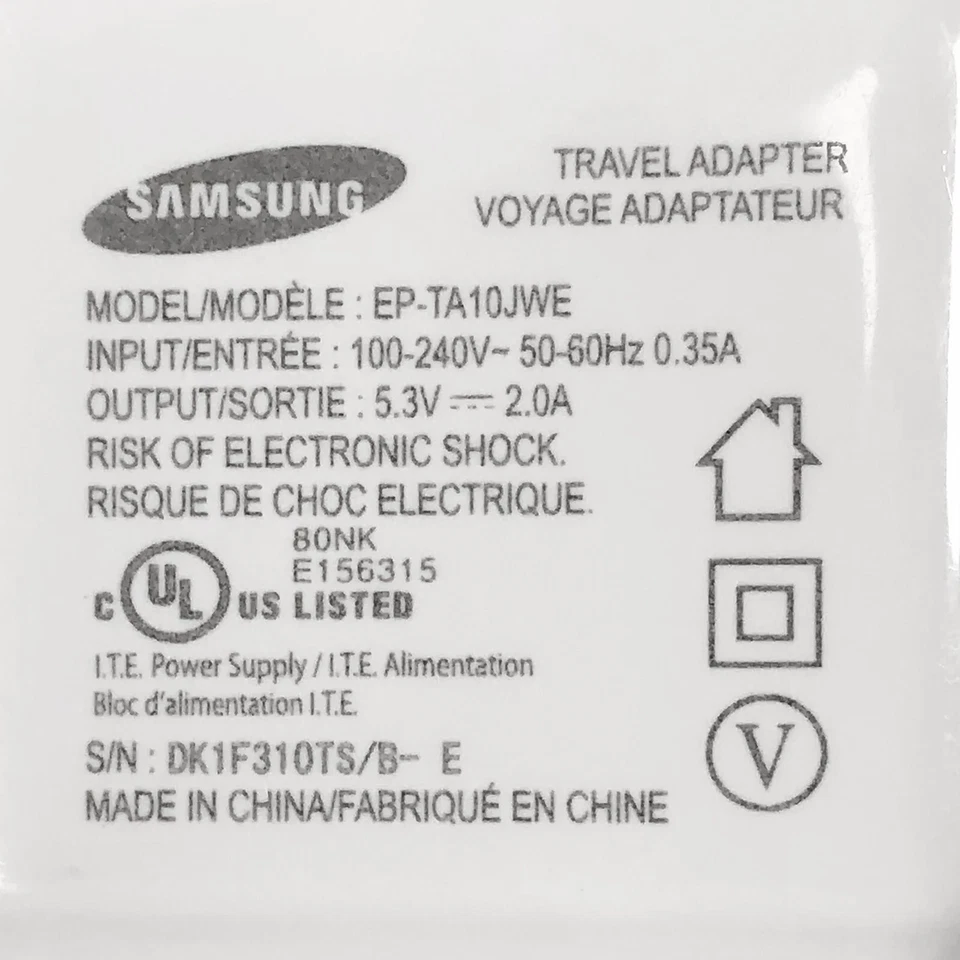 SAMSUNG
TRAVEL ADAPTER
VOYAGE ADAPTATEUR
MODEL/MODÈLE : EP-TA10JWE
INPUT/ENTRÉE : 100-240V~ 50-60Hz 0.35A
OUTPUT/SORTIE : 5.3V ⎓ 2.0A
RISK OF ELECTRONIC SHOCK.
RISQUE DE CHOC ELECTRIQUE.
80NK
E156315
C UL US LISTED
I.T.E. Power Supply / I.T.E. Alimentation
Bloc d'alimentation I.T.E.
S/N : DK1F310TS/B- E
MADE IN CHINA/FABRIQUÉ EN CHINE
V